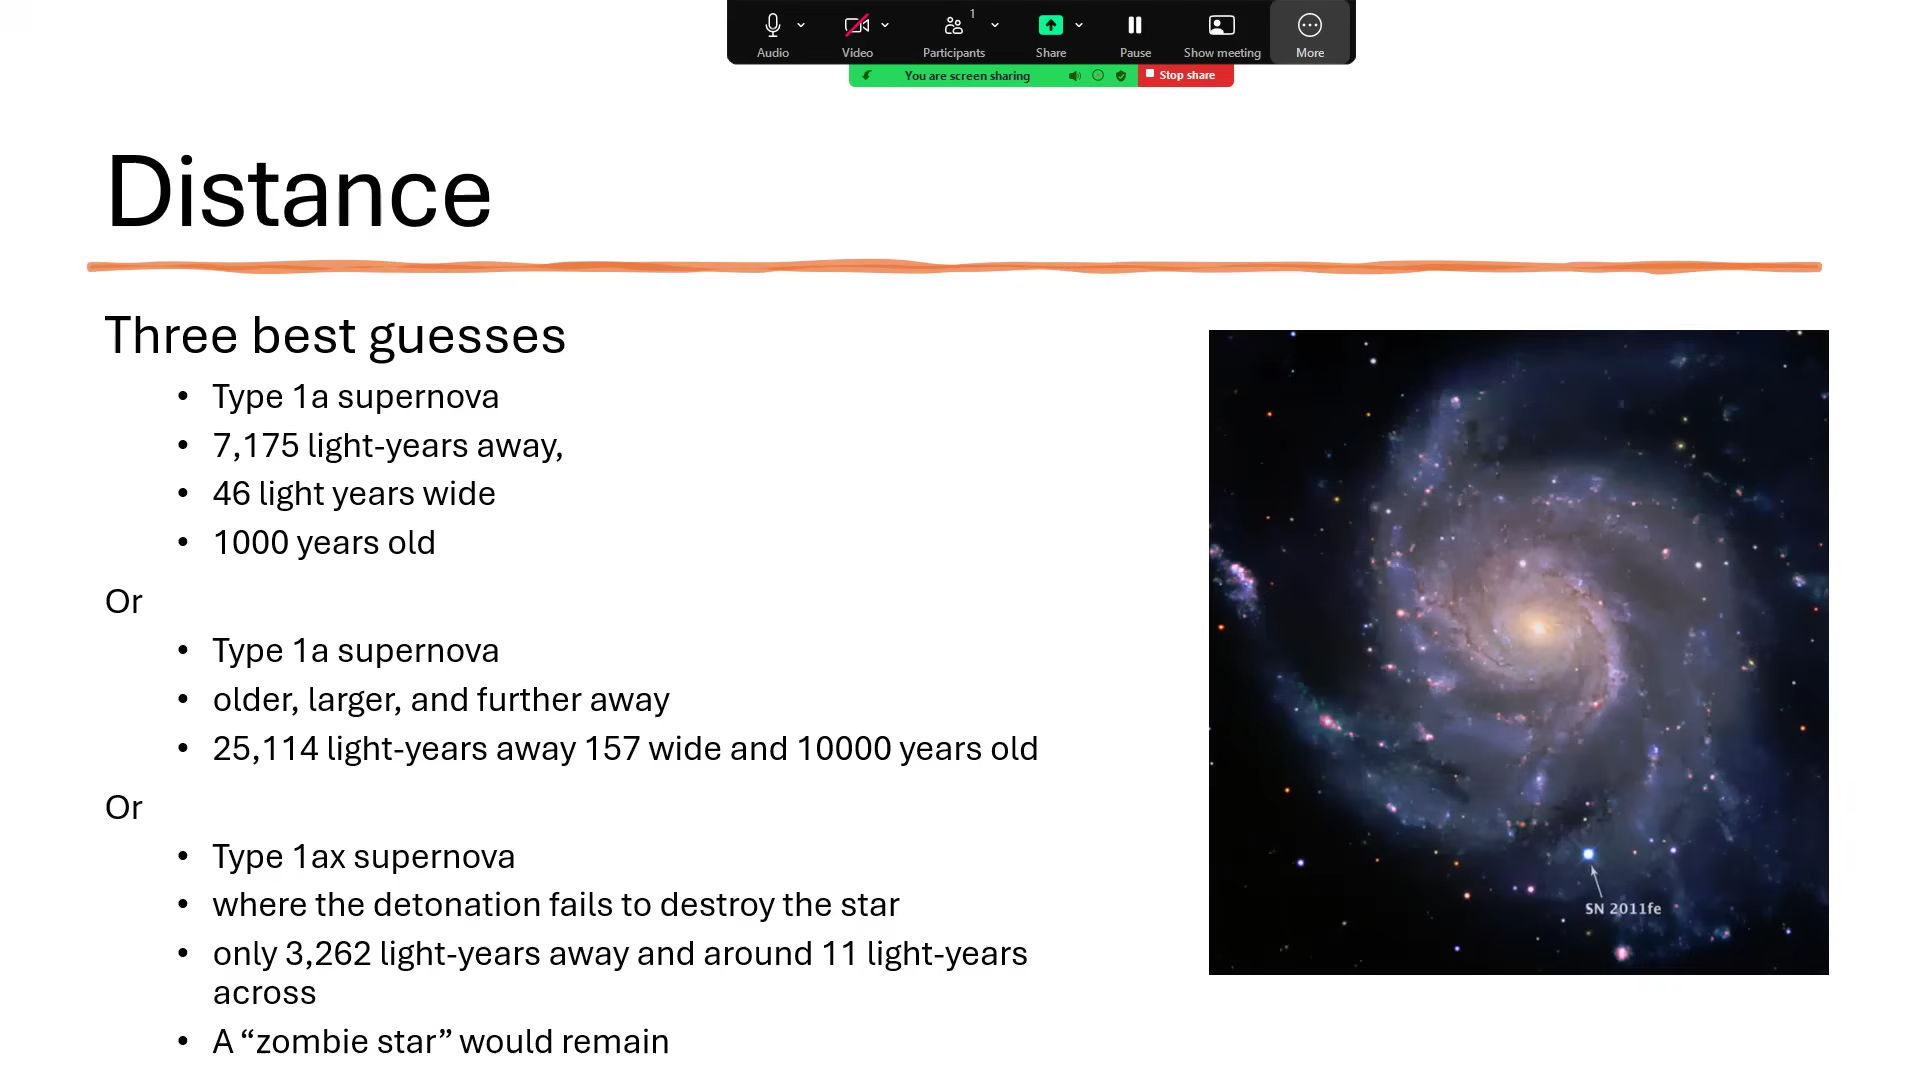 1
Audio
Video
Participants
Share
Pause
Show meeting
More
You are screen sharing
Stop share
Distance
Three best guesses
• Type 1a supernova
• 7,175 light-years away,
• 46 light years wide
• 1000 years old
Or
• Type 1a supernova
• older, larger, and further away
• 25,114 light-years away 157 wide and 10000 years old
Or
• Type 1ax supernova
• where the detonation fails to destroy the star
• only 3,262 light-years away and around 11 light-years
across
• A “zombie star” would remain
SN 2011fe